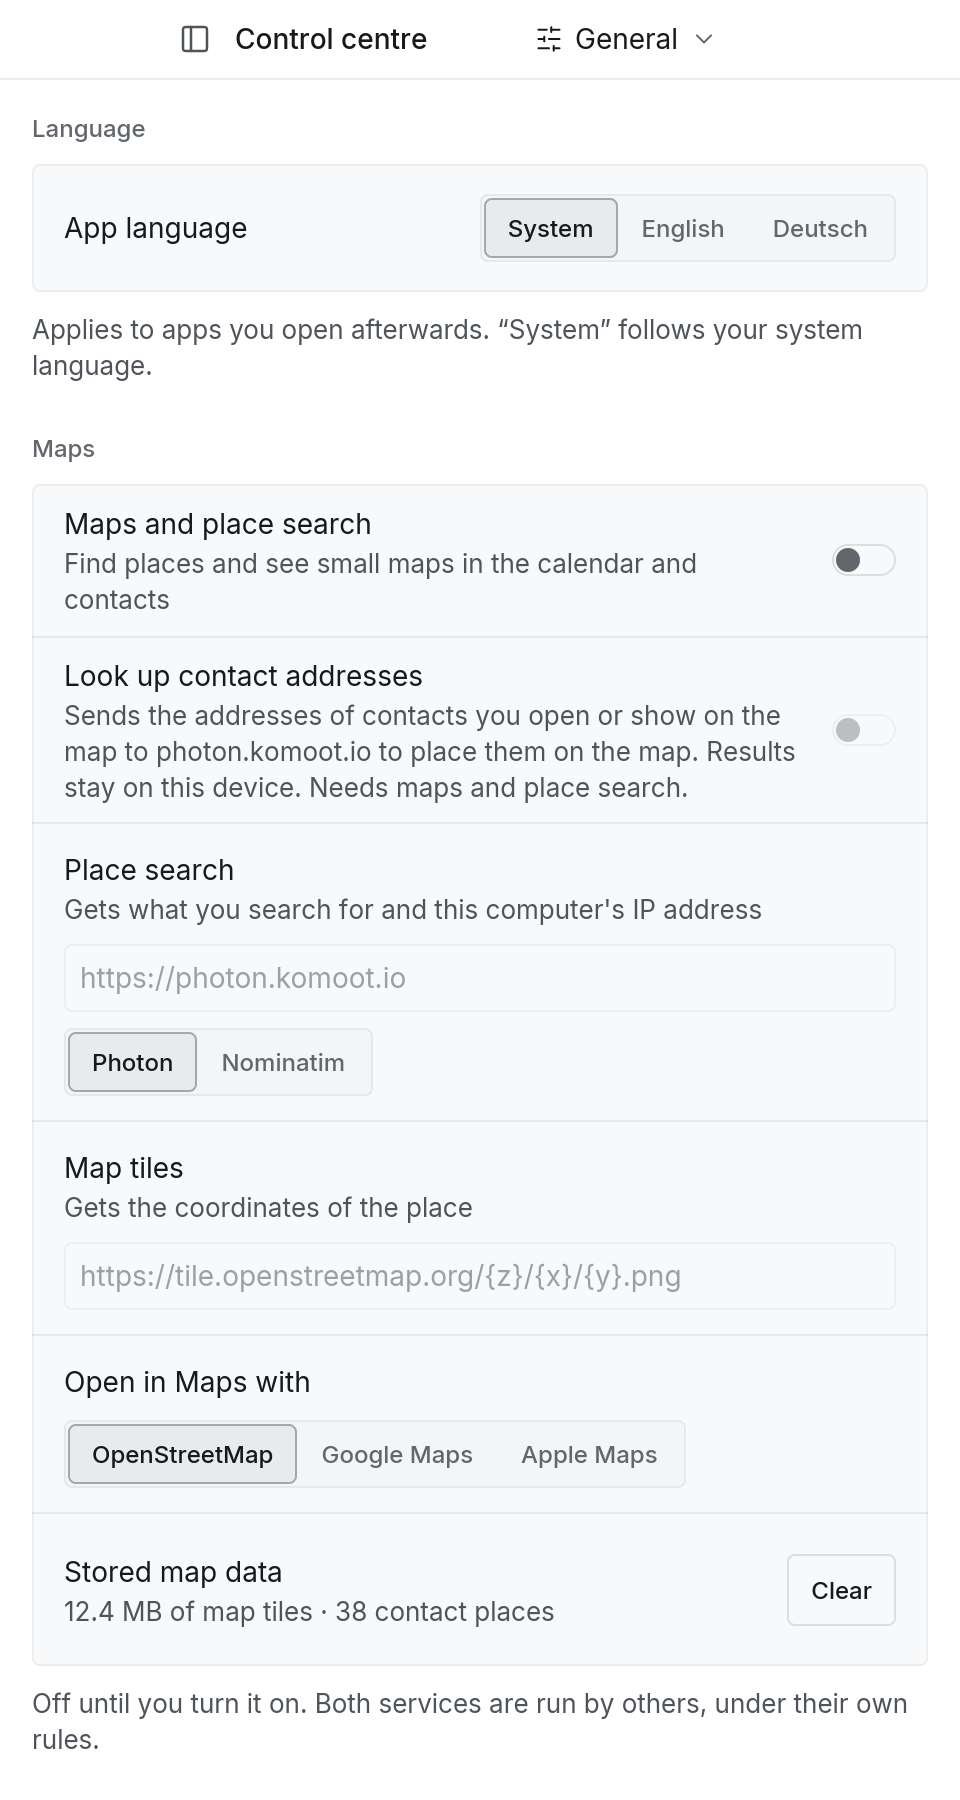 Control centre
General
Language
App language
System
English
Deutsch
Applies to apps you open afterwards. “System” follows your system
language.
Maps
Maps and place search
Find places and see small maps in the calendar and
contacts
Look up contact addresses
Sends the addresses of contacts you open or show on the
map to photon.komoot.io to place them on the map. Results
stay on this device. Needs maps and place search.
Place search
Gets what you search for and this computer's IP address
https://photon.komoot.io
Photon
Nominatim
Map tiles
Gets the coordinates of the place
https://tile.openstreetmap.org/{z}/{x}/{y}.png
Open in Maps with
OpenStreetMap
Google Maps
Apple Maps
Stored map data
12.4 MB of map tiles · 38 contact places
Clear
Off until you turn it on. Both services are run by others, under their own
rules.